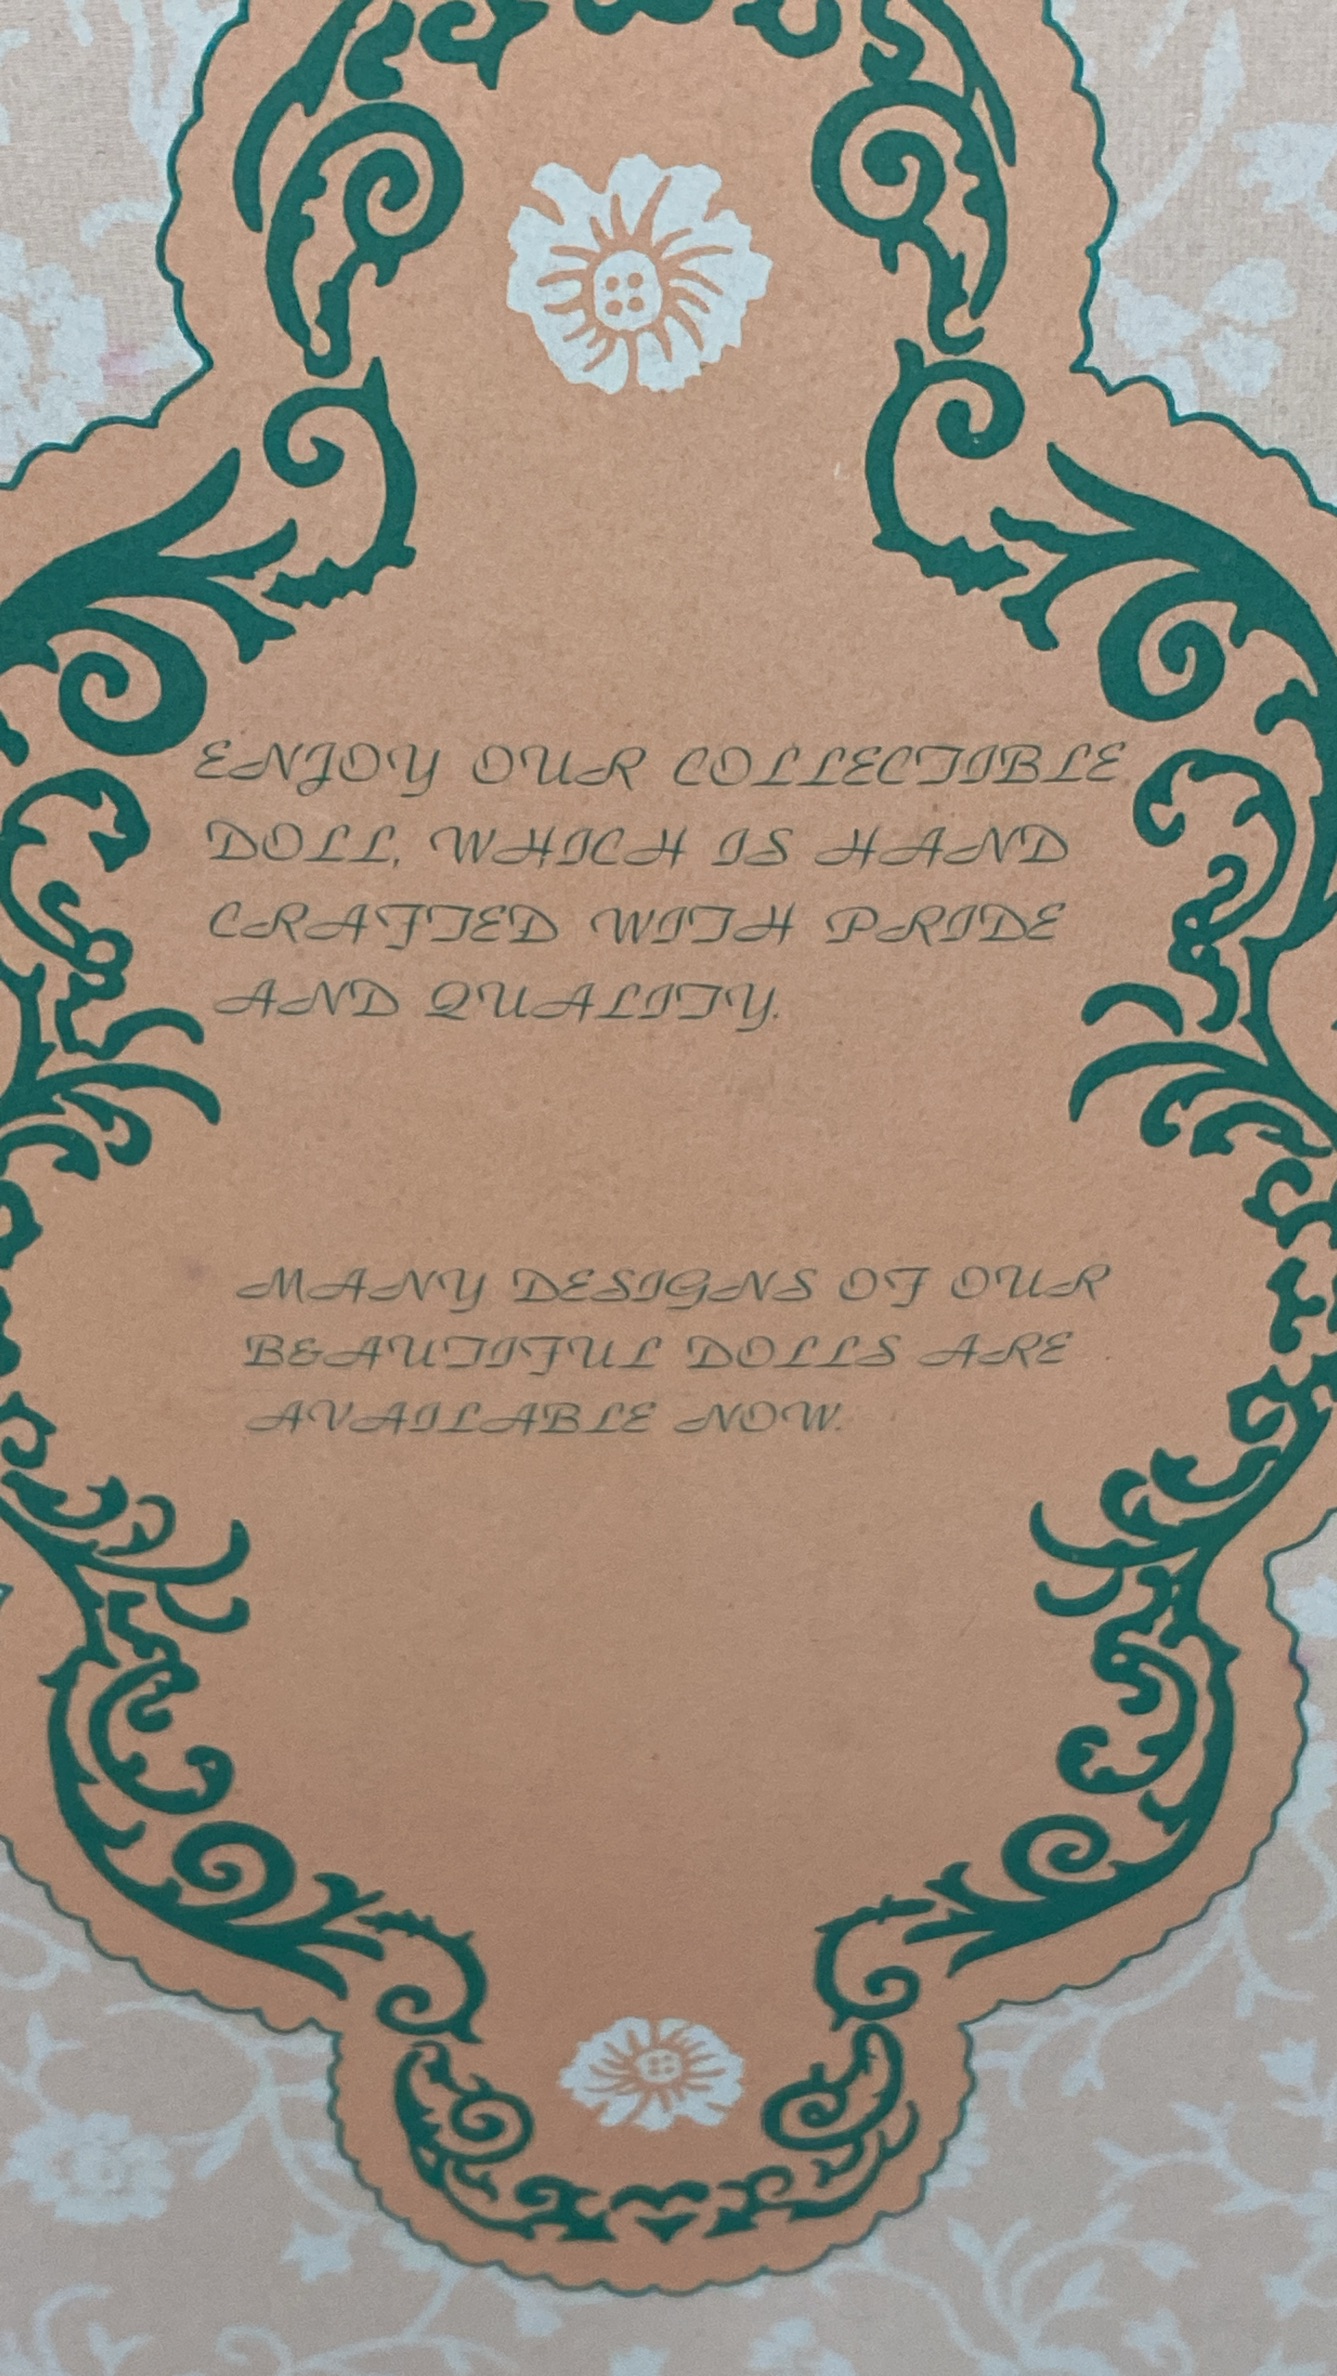 ENJOY OUR COLLECTIBLE
DOLL, WHICH IS HAND
CRAFTED WITH PRIDE
AND QUALITY.
MANY DESIGNS OF OUR
BEAUTIFUL DOLLS ARE
AVAILABLE NOW.